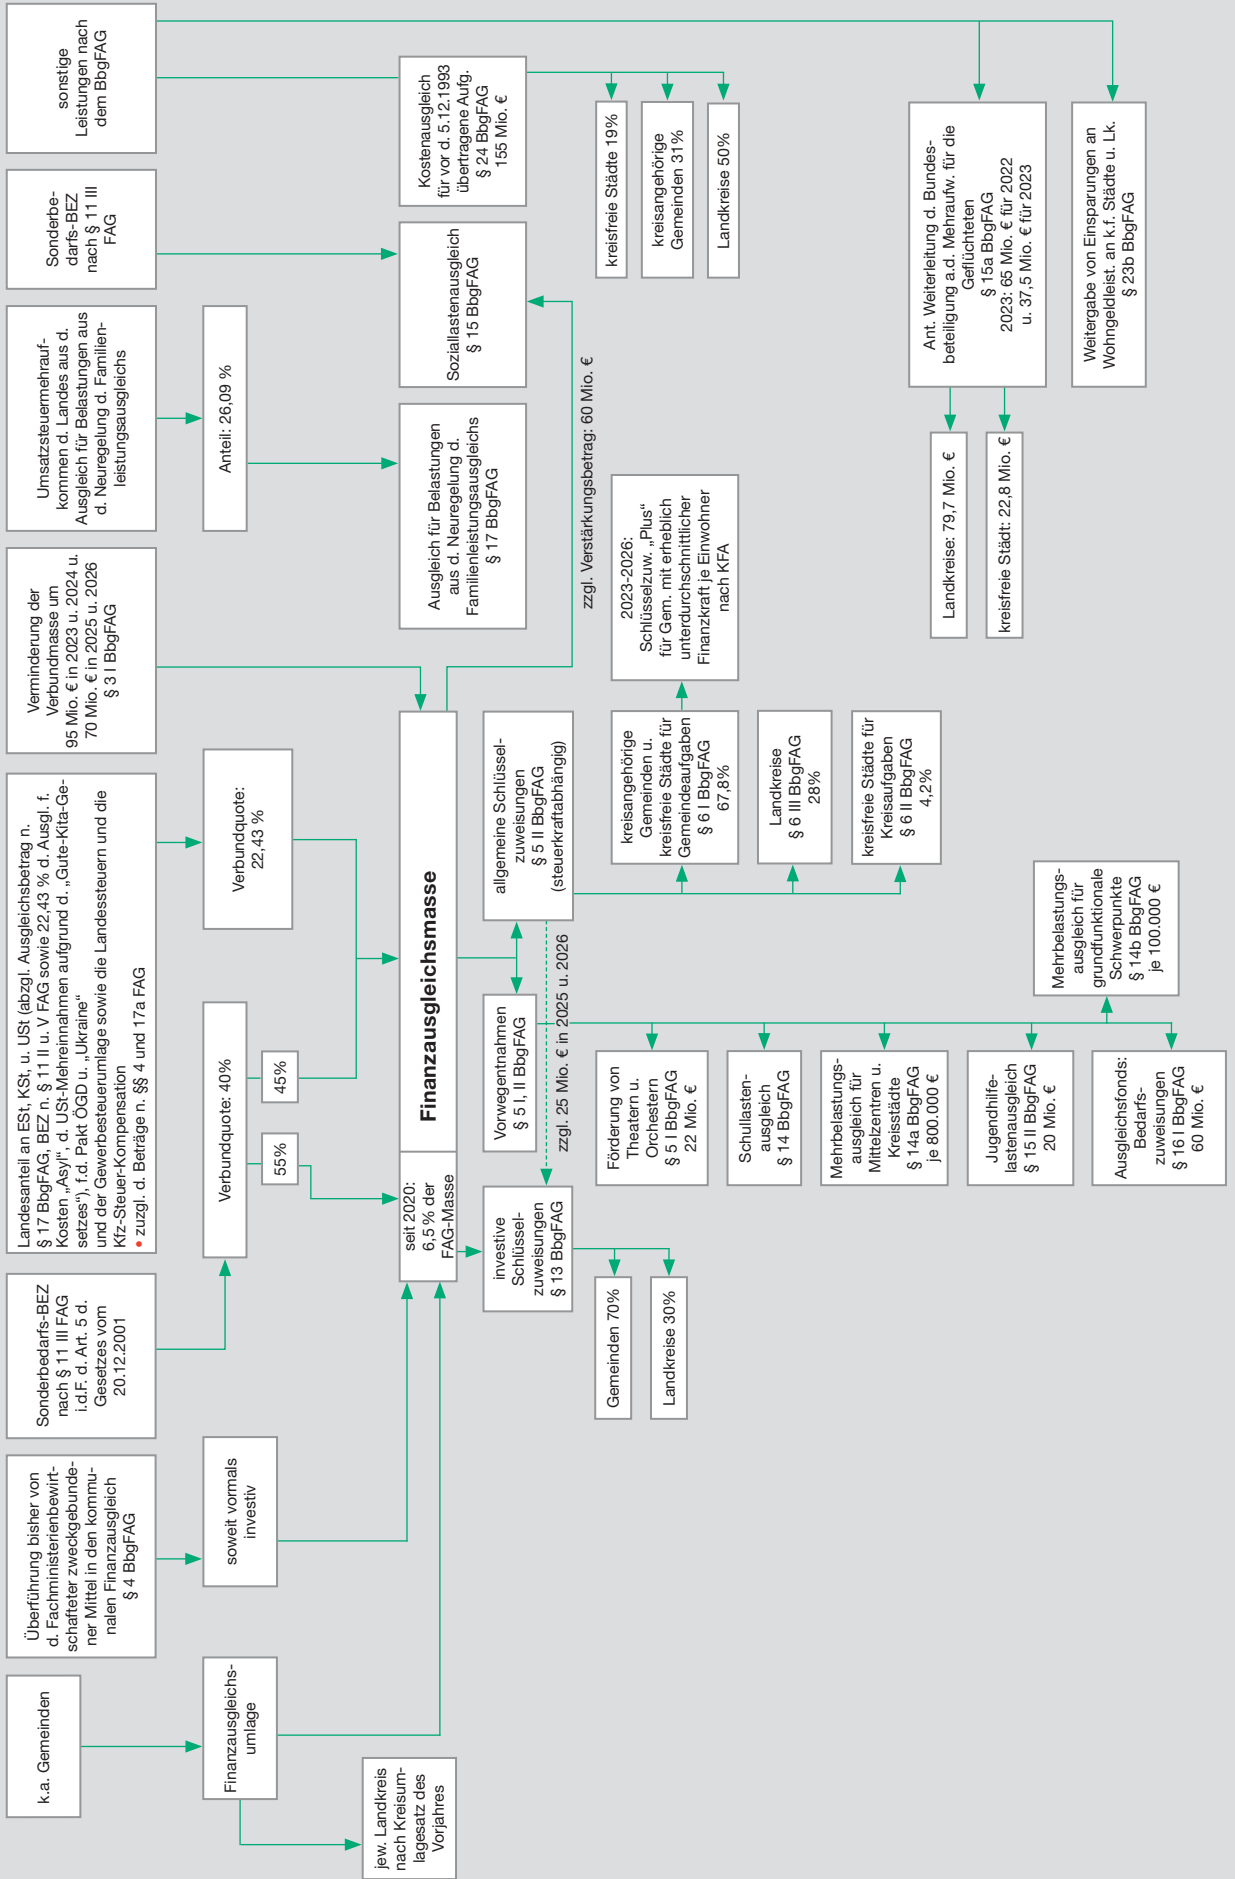 k.a. Gemeinden
Überführung bisher von
d. Fachministerienbewirt-
schafteter zweckgebunde-
ner Mittel in den kommu-
nalen Finanzausgleich
§ 4 BbgFAG
Sonderbedarfs-BEZ
nach § 11 III FAG
i.d.F. d. Art. 5 d.
Gesetzes vom
20.12.2001
Landesanteil an ESt, KSt, u. USt (abzgl. Ausgleichsbetrag n.
§ 17 BbgFAG, BEZ n. § 11 II u. V FAG sowie 22,43 % d. Ausgl. f.
Kosten „Asyl“, d. USt-Mehreinnahmen aufgrund d. „Gute-Kita-Ge-
setzes“), f.d. Pakt ÖGD u. „Ukraine“
und der Gewerbesteuerumlage sowie die Landessteuern und die
Kfz-Steuer-Kompensation
• zuzgl. d. Beträge n. §§ 4 und 17a FAG
Verminderung der
Verbundmasse um
95 Mio. € in 2023 u. 2024 u.
70 Mio. € in 2025 u. 2026
§ 3 I BbgFAG
Umsatzsteuermehrauf-
kommen d. Landes aus d.
Ausgleich für Belastungen aus
d. Neuregelung d. Familien-
leistungsausgleichs
Sonderbe-
darfs-BEZ
nach § 11 III
FAG
sonstige
Leistungen nach
dem BbgFAG
Finanzausgleichs-
umlage
soweit vormals
investiv
Verbundquote: 40%
55%
45%
Verbundquote:
22,43 %
Anteil: 26,09 %
jew. Landkreis
nach Kreisum-
lagesatz des
Vorjahres
seit 2020:
6,5 % der
FAG-Masse
Finanzausgleichsmasse
Ausgleich für Belastungen
aus d. Neuregelung d.
Familienleistungsausgleichs
§ 17 BbgFAG
Soziallastenausgleich
§ 15 BbgFAG
Kostenausgleich
für vor d. 5.12.1993
übertragene Aufg.
§ 24 BbgFAG
155 Mio. €
investive
Schlüssel-
zuweisungen
§ 13 BbgFAG
Vorwegentnahmen
§ 5 I, II BbgFAG
allgemeine Schlüssel-
zuweisungen
§ 5 II BbgFAG
(steuerkraftabhängig)
zzgl. 25 Mio. € in 2025 u. 2026
zzgl. Verstärkungsbetrag: 60 Mio. €
Gemeinden 70%
Landkreise 30%
Förderung von
Theatern u.
Orchestern
§ 5 I BbgFAG
22 Mio. €
Schullasten-
ausgleich
§ 14 BbgFAG
Mehrbelastungs-
ausgleich für
Mittelzentren u.
Kreisstädte
§ 14a BbgFAG
je 800.000 €
Jugendhilfe-
lastenausgleich
§ 15 II BbgFAG
20 Mio. €
Ausgleichsfonds:
Bedarfs-
zuweisungen
§ 16 I BbgFAG
60 Mio. €
Mehrbelastungs-
ausgleich für
grundfunktionale
Schwerpunkte
§ 14b BbgFAG
je 100.000 €
kreisangehörige
Gemeinden u.
kreisfreie Städte für
Gemeindeaufgaben
§ 6 I BbgFAG
67,8%
Landkreise
§ 6 III BbgFAG
28%
kreisfreie Städte für
Kreisaufgaben
§ 6 II BbgFAG
4,2%
2023-2026:
Schlüsselzuw. „Plus“
für Gem. mit erheblich
unterdurchschnittlicher
Finanzkraft je Einwohner
nach KFA
kreisfreie Städte 19%
kreisangehörige
Gemeinden 31%
Landkreise 50%
Landkreise: 79,7 Mio. €
kreisfreie Städt: 22,8 Mio. €
Ant. Weiterleitung d. Bundes-
beteiligung a.d. Mehraufw. für die
Geflüchteten
§ 15a BbgFAG
2023: 65 Mio. € für 2022
u. 37,5 Mio. € für 2023
Weitergabe von Einsparungen an
Wohngeldleist. an k.f. Städte u. Lk.
§ 23b BbgFAG